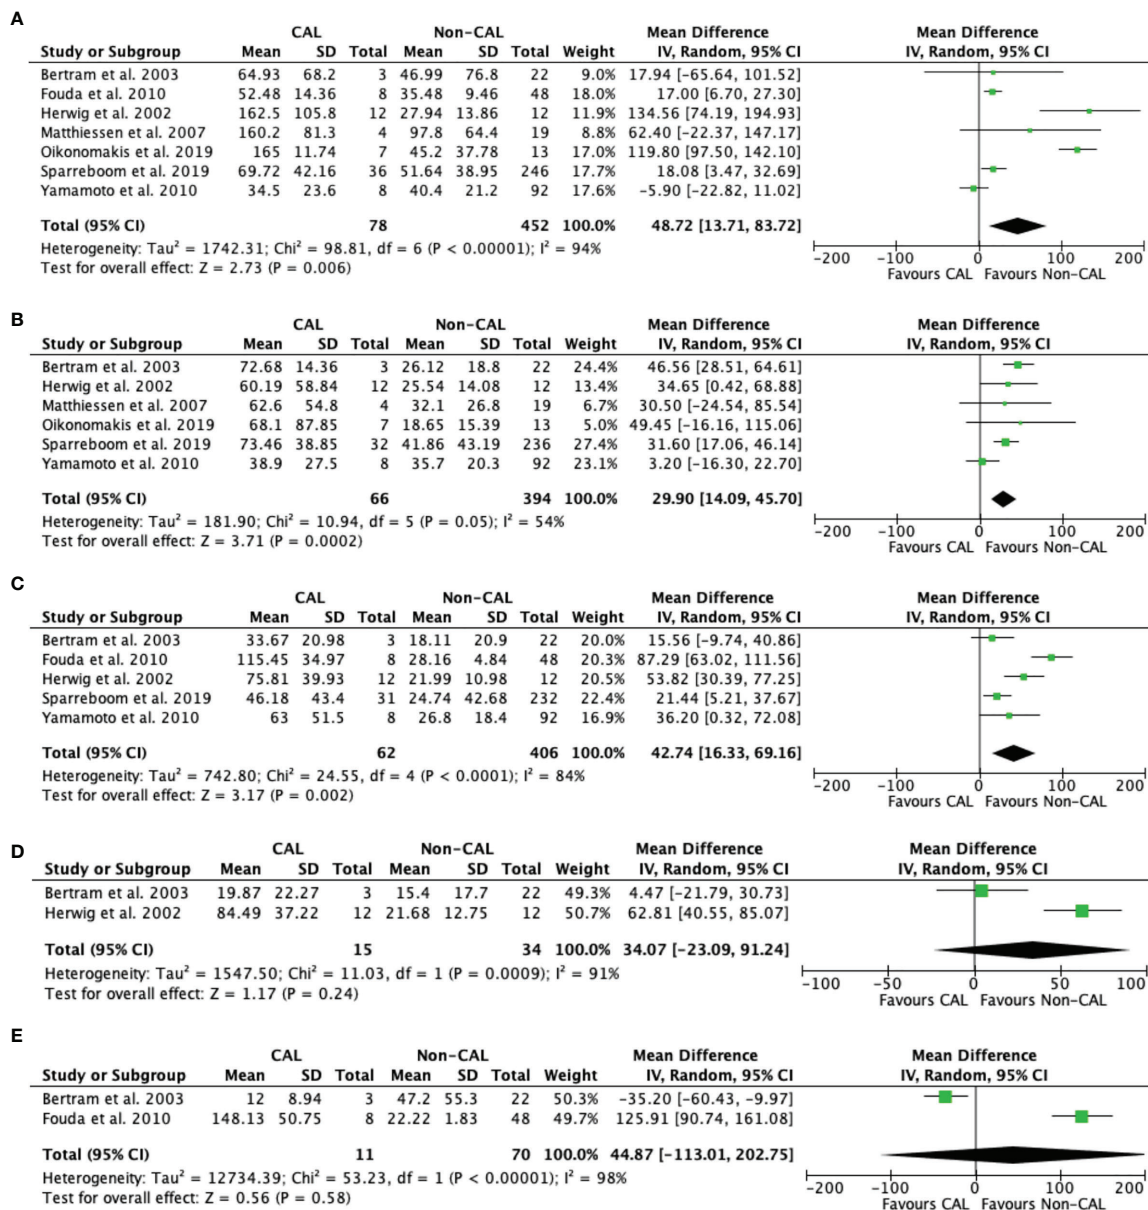 A
CAL Non-CAL Mean Difference Mean Difference
Study or Subgroup Mean SD Total Mean SD Total Weight IV, Random, 95% CI IV, Random, 95% CI
Bertram et al. 2003 64.93 68.2 3 46.99 76.8 22 9.0% 17.94 [-65.64, 101.52]
Fouda et al. 2010 52.48 14.36 8 35.48 9.46 48 18.0% 17.00 [6.70, 27.30]
Herwig et al. 2002 162.5 105.8 12 27.94 13.86 12 11.9% 134.56 [74.19, 194.93]
Matthiessen et al. 2007 160.2 81.3 4 97.8 64.4 19 8.8% 62.40 [-22.37, 147.17]
Oikonomakis et al. 2019 165 11.74 7 45.2 37.78 13 17.0% 119.80 [97.50, 142.10]
Sparreboom et al. 2019 69.72 42.16 36 51.64 38.95 246 17.7% 18.08 [3.47, 32.69]
Yamamoto et al. 2010 34.5 23.6 8 40.4 21.2 92 17.6% -5.90 [-22.82, 11.02]
Total (95% CI) 78 452 100.0% 48.72 [13.71, 83.72]
Heterogeneity: Tau² = 1742.31; Chi² = 98.81, df = 6 (P < 0.00001); I² = 94%
Test for overall effect: Z = 2.73 (P = 0.006)
-200 -100 0 100 200
Favours CAL Favours Non-CAL
B
CAL Non-CAL Mean Difference Mean Difference
Study or Subgroup Mean SD Total Mean SD Total Weight IV, Random, 95% CI IV, Random, 95% CI
Bertram et al. 2003 72.68 14.36 3 26.12 18.8 22 24.4% 46.56 [28.51, 64.61]
Herwig et al. 2002 60.19 58.84 12 25.54 14.08 12 13.4% 34.65 [0.42, 68.88]
Matthiessen et al. 2007 62.6 54.8 4 32.1 26.8 19 6.7% 30.50 [-24.54, 85.54]
Oikonomakis et al. 2019 68.1 87.85 7 18.65 15.39 13 5.0% 49.45 [-16.16, 115.06]
Sparreboom et al. 2019 73.46 38.85 32 41.86 43.19 236 27.4% 31.60 [17.06, 46.14]
Yamamoto et al. 2010 38.9 27.5 8 35.7 20.3 92 23.1% 3.20 [-16.30, 22.70]
Total (95% CI) 66 394 100.0% 29.90 [14.09, 45.70]
Heterogeneity: Tau² = 181.90; Chi² = 10.94, df = 5 (P = 0.05); I² = 54%
Test for overall effect: Z = 3.71 (P = 0.0002)
-200 -100 0 100 200
Favours CAL Favours Non-CAL
C
CAL Non-CAL Mean Difference Mean Difference
Study or Subgroup Mean SD Total Mean SD Total Weight IV, Random, 95% CI IV, Random, 95% CI
Bertram et al. 2003 33.67 20.98 3 18.11 20.9 22 20.0% 15.56 [-9.74, 40.86]
Fouda et al. 2010 115.45 34.97 8 28.16 4.84 48 20.3% 87.29 [63.02, 111.56]
Herwig et al. 2002 75.81 39.93 12 21.99 10.98 12 20.5% 53.82 [30.39, 77.25]
Sparreboom et al. 2019 46.18 43.4 31 24.74 42.68 232 22.4% 21.44 [5.21, 37.67]
Yamamoto et al. 2010 63 51.5 8 26.8 18.4 92 16.9% 36.20 [0.32, 72.08]
Total (95% CI) 62 406 100.0% 42.74 [16.33, 69.16]
Heterogeneity: Tau² = 742.80; Chi² = 24.55, df = 4 (P < 0.0001); I² = 84%
Test for overall effect: Z = 3.17 (P = 0.002)
-200 -100 0 100 200
Favours CAL Favours Non-CAL
D
CAL Non-CAL Mean Difference Mean Difference
Study or Subgroup Mean SD Total Mean SD Total Weight IV, Random, 95% CI IV, Random, 95% CI
Bertram et al. 2003 19.87 22.27 3 15.4 17.7 22 49.3% 4.47 [-21.79, 30.73]
Herwig et al. 2002 84.49 37.22 12 21.68 12.75 12 50.7% 62.81 [40.55, 85.07]
Total (95% CI) 15 34 100.0% 34.07 [-23.09, 91.24]
Heterogeneity: Tau² = 1547.50; Chi² = 11.03, df = 1 (P = 0.0009); I² = 91%
Test for overall effect: Z = 1.17 (P = 0.24)
-100 -50 0 50 100
Favours CAL Favours Non-CAL
E
CAL Non-CAL Mean Difference Mean Difference
Study or Subgroup Mean SD Total Mean SD Total Weight IV, Random, 95% CI IV, Random, 95% CI
Bertram et al. 2003 12 8.94 3 47.2 55.3 22 50.3% -35.20 [-60.43, -9.97]
Fouda et al. 2010 148.13 50.75 8 22.22 1.83 48 49.7% 125.91 [90.74, 161.08]
Total (95% CI) 11 70 100.0% 44.87 [-113.01, 202.75]
Heterogeneity: Tau² = 12734.39; Chi² = 53.23, df = 1 (P < 0.00001); I² = 98%
Test for overall effect: Z = 0.56 (P = 0.58)
-200 -100 0 100 200
Favours CAL Favours Non-CAL